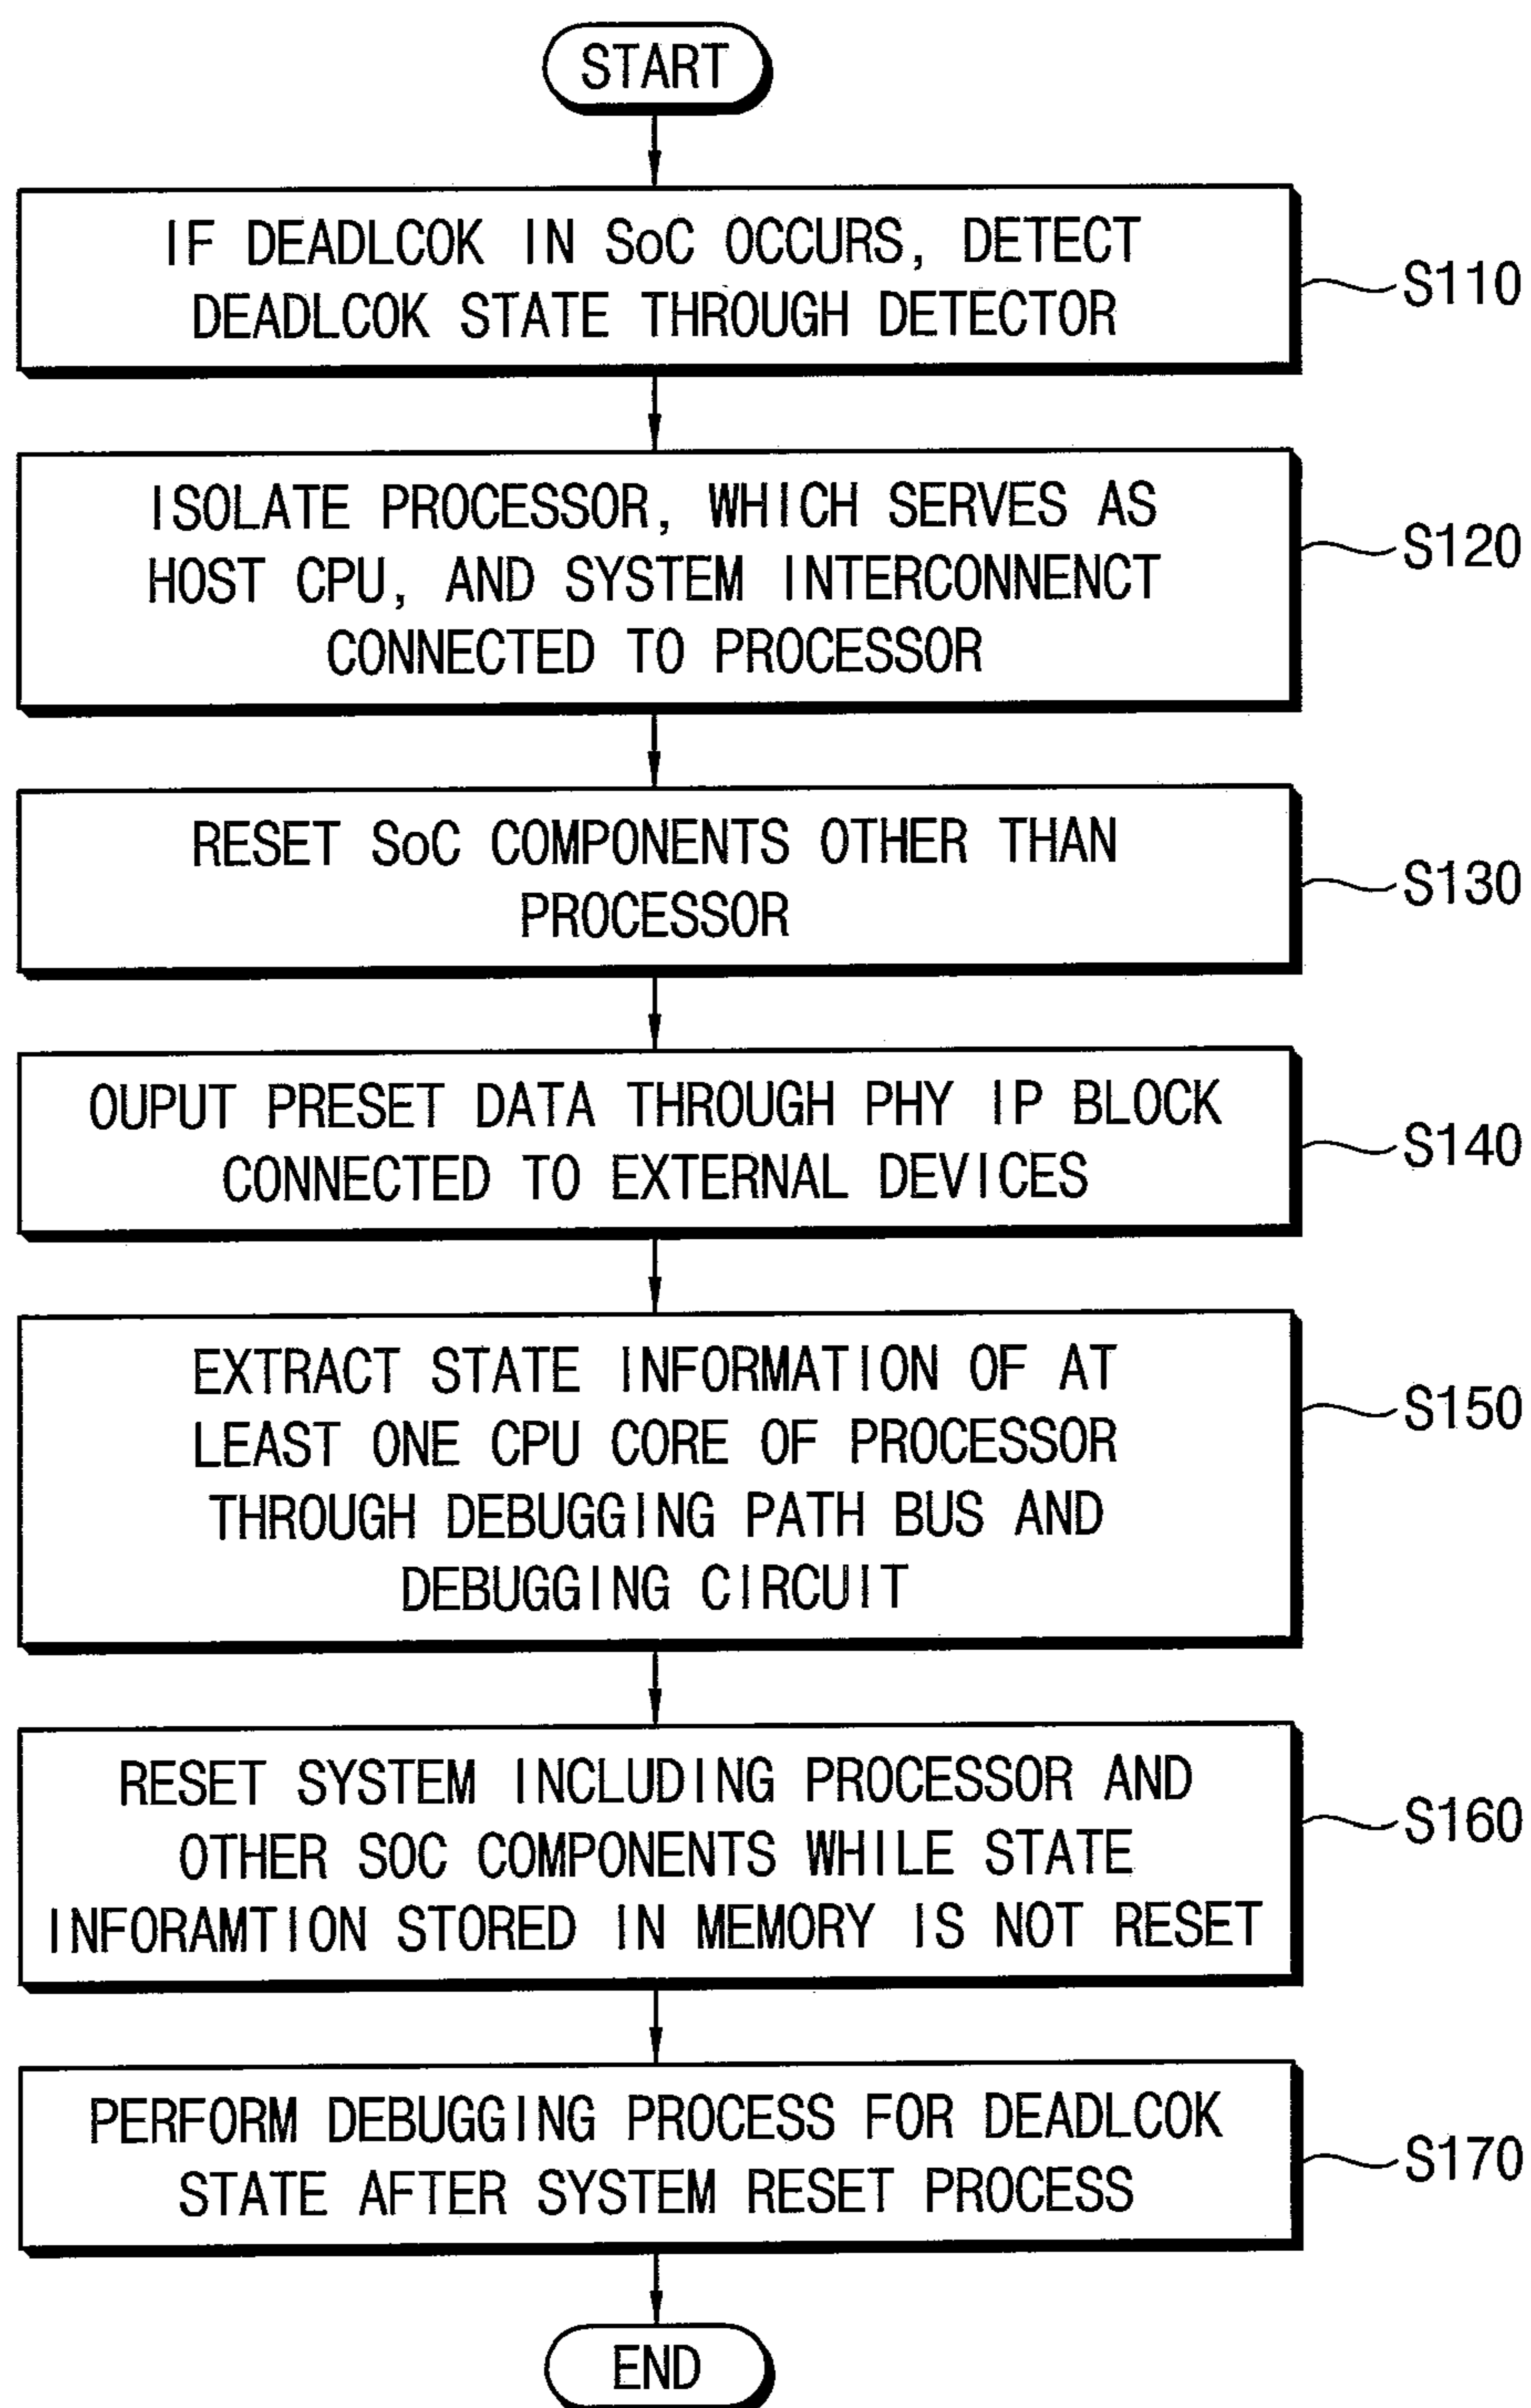 START
IF DEADLCOK IN SoC OCCURS, DETECT
DEADLCOK STATE THROUGH DETECTOR
S110
ISOLATE PROCESSOR, WHICH SERVES AS
HOST CPU, AND SYSTEM INTERCONNENCT
CONNECTED TO PROCESSOR
S120
RESET SoC COMPONENTS OTHER THAN
PROCESSOR
S130
OUPUT PRESET DATA THROUGH PHY IP BLOCK
CONNECTED TO EXTERNAL DEVICES
S140
EXTRACT STATE INFORMATION OF AT
LEAST ONE CPU CORE OF PROCESSOR
THROUGH DEBUGGING PATH BUS AND
DEBUGGING CIRCUIT
S150
RESET SYSTEM INCLUDING PROCESSOR AND
OTHER SOC COMPONENTS WHILE STATE
INFORAMTION STORED IN MEMORY IS NOT RESET
S160
PERFORM DEBUGGING PROCESS FOR DEADLCOK
STATE AFTER SYSTEM RESET PROCESS
S170
END